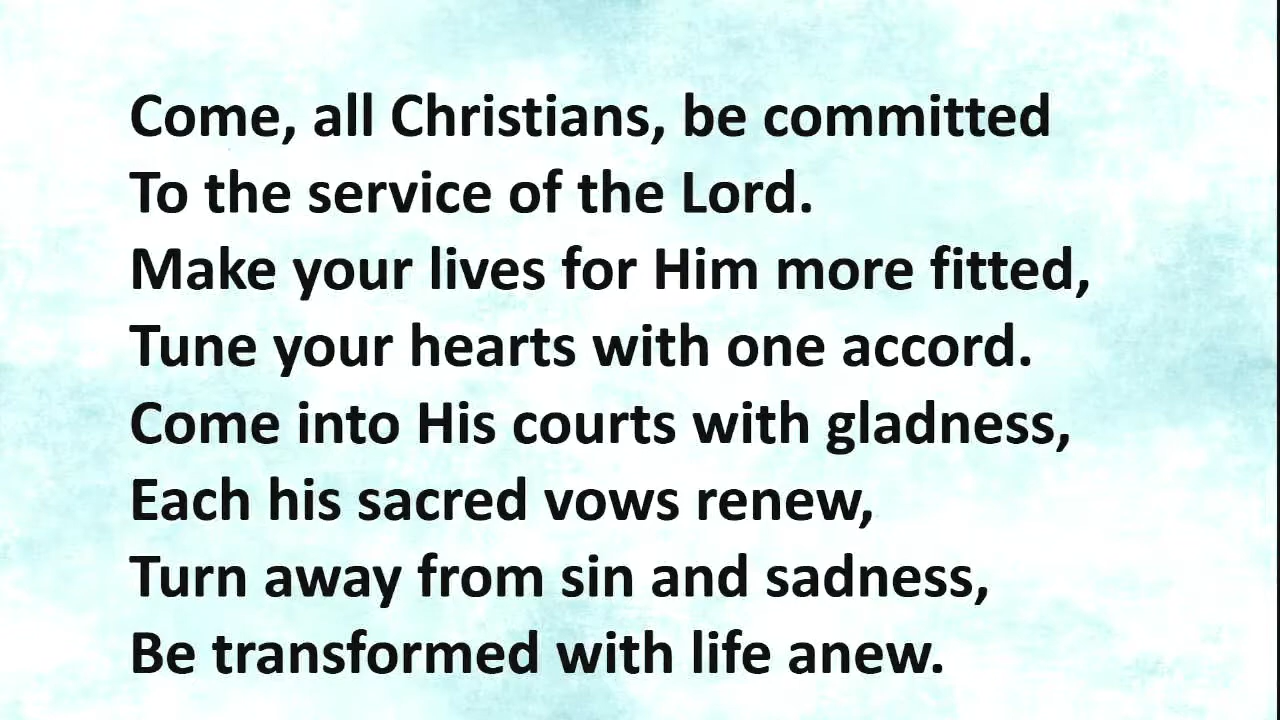 Come, all Christians, be committed
To the service of the Lord.
Make your lives for Him more fitted,
Tune your hearts with one accord.
Come into His courts with gladness,
Each his sacred vows renew,
Turn away from sin and sadness,
Be transformed with life anew.